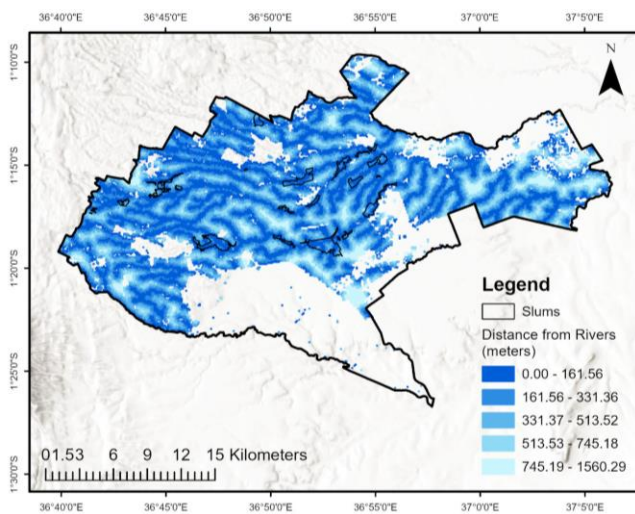 36°40'0"E 36°45'0"E 36°50'0"E 36°55'0"E 37°0'0"E 37°5'0"E
1°10'0"S
1°15'0"S
1°20'0"S
1°25'0"S
1°30'0"S
N
Legend
Slums
Distance from Rivers
(meters)
0.00 - 161.56
161.56 - 331.36
331.37 - 513.52
513.53 - 745.18
745.19 - 1560.29
01.53 6 9 12 15 Kilometers
36°40'0"E 36°45'0"E 36°50'0"E 36°55'0"E 37°0'0"E 37°5'0"E